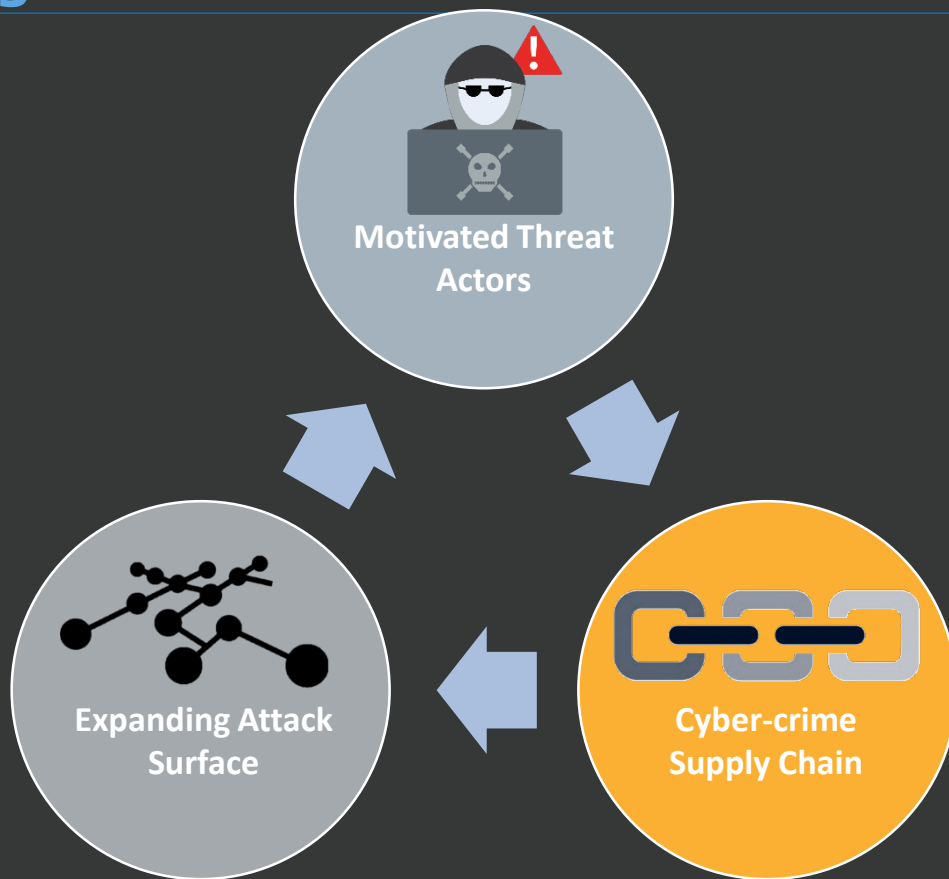 Motivated Threat
Actors
Expanding Attack
Surface
Cyber-crime
Supply Chain